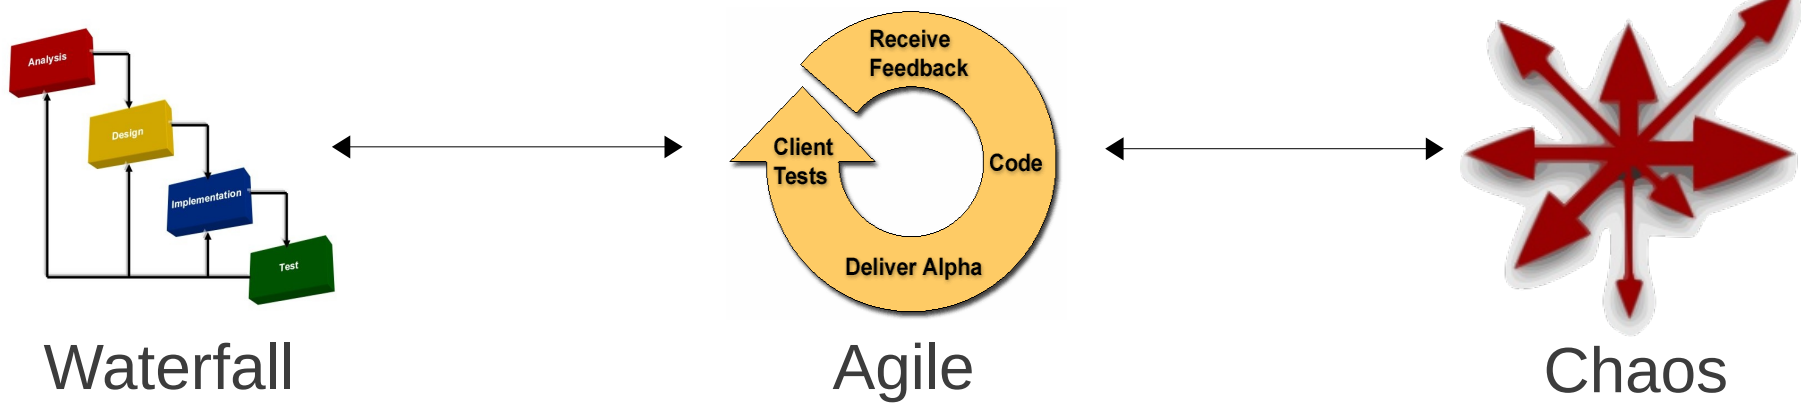 Analysis
Design
Implementation
Test
Waterfall
Receive
Feedback
Code
Deliver Alpha
Client
Tests
Agile
Chaos